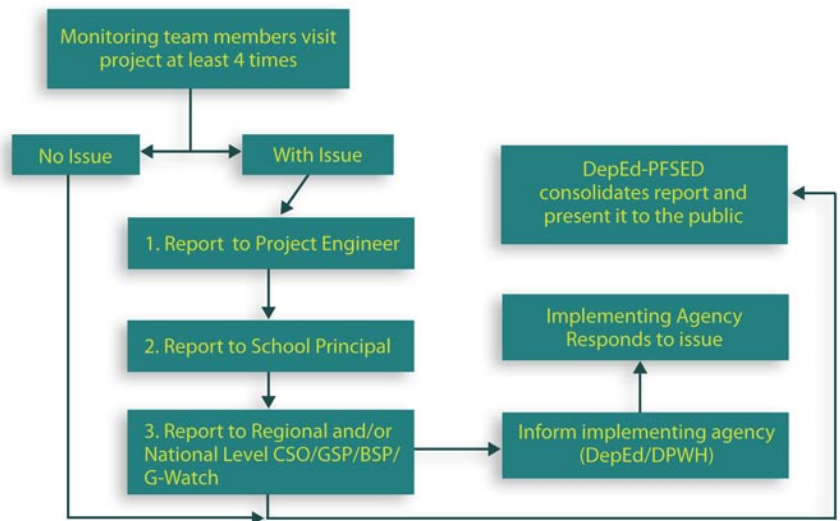 Monitoring team members visit
project at least 4 times
No Issue
With Issue
DepEd-PFSED
consolidates report and
present it to the public
1. Report to Project Engineer
2. Report to School Principal
Implementing Agency
Responds to issue
3. Report to Regional and/or
National Level CSO/GSP/BSP/
G-Watch
Inform implementing agency
(DepEd/DPWH)